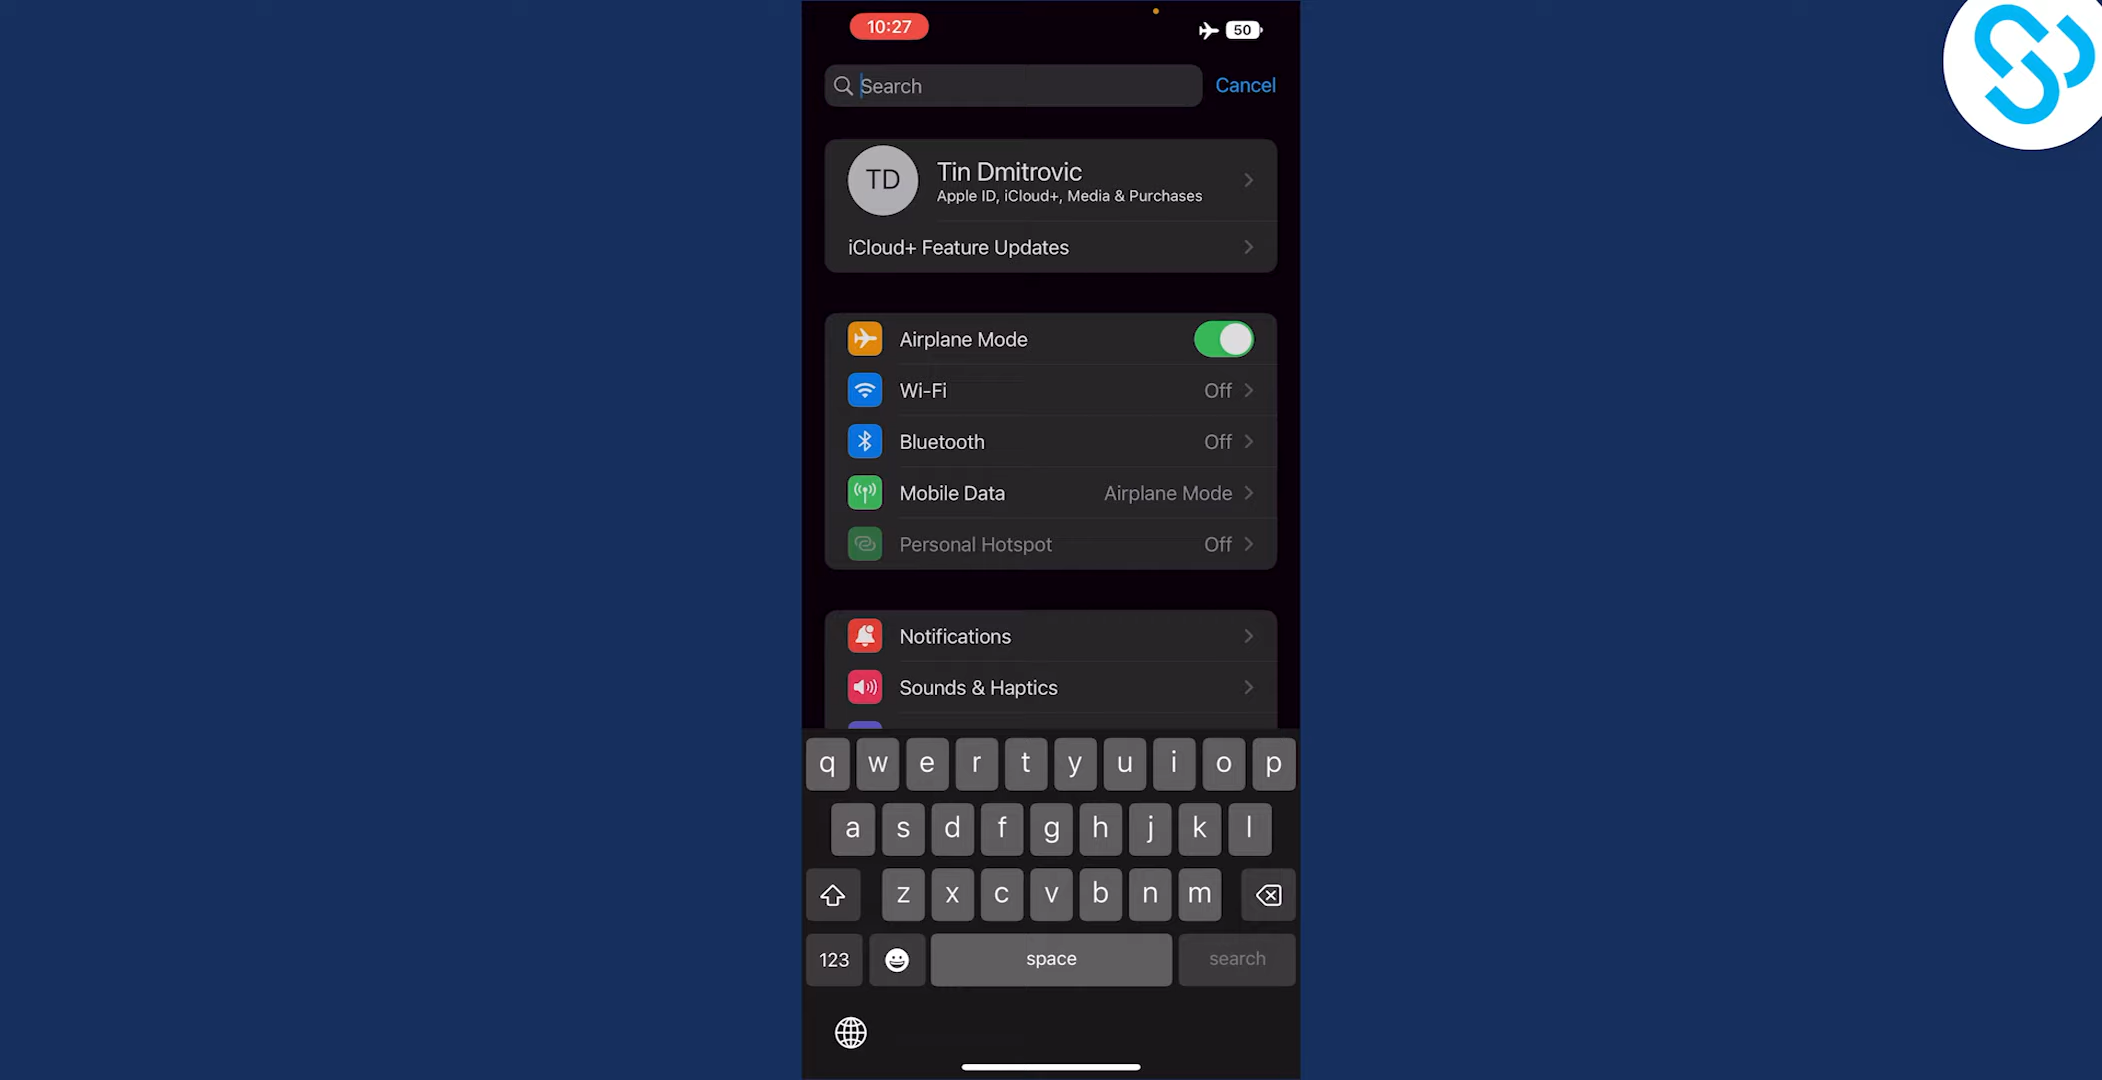 10:27
50
Search
Cancel
TD
Tin Dmitrovic
Apple ID, iCloud+, Media & Purchases
iCloud+ Feature Updates
Airplane Mode
Wi-Fi Off
Bluetooth Off
Mobile Data Airplane Mode
Personal Hotspot Off
Notifications
Sounds & Haptics
q w e r t y u i o p
a s d f g h j k l
z x c v b n m
123 space search